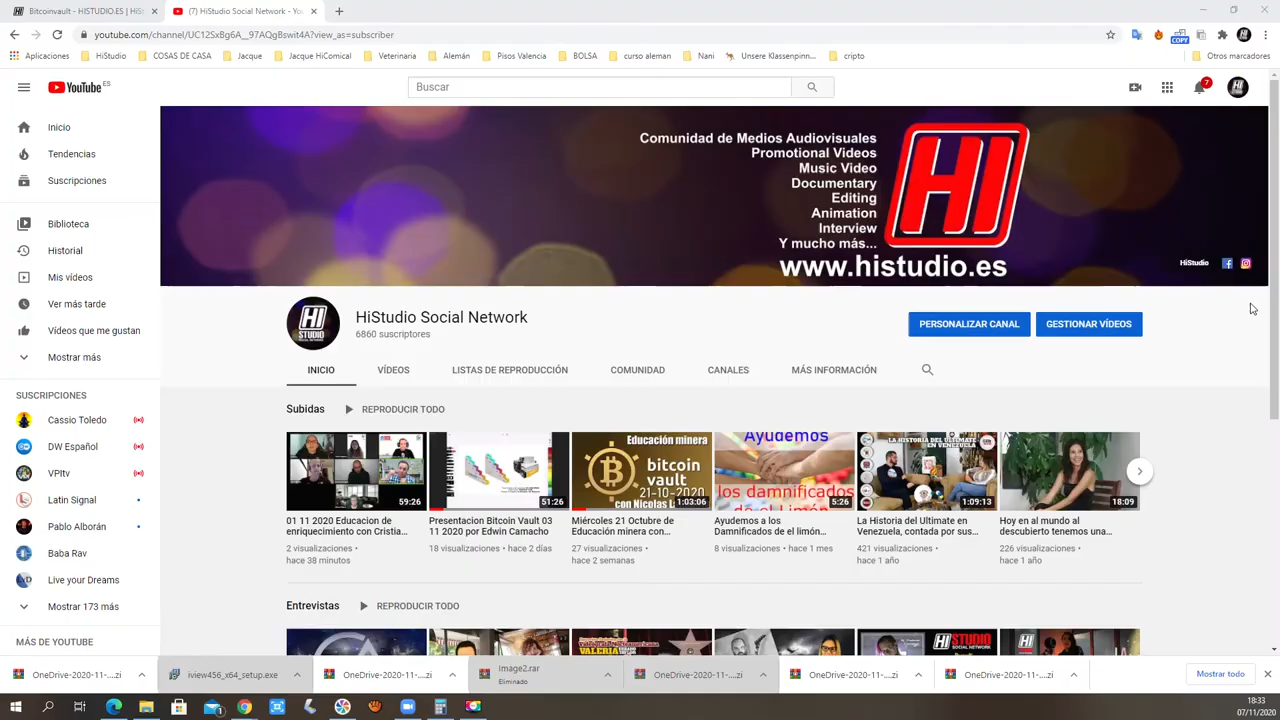 Bitcoinvault - HISTUDIO.ES | HiS
(7) HiStudio Social Network - Yo
youtube.com/channel/UC12SxBg6A__97AQgBswit4A?view_as=subscriber
COPY
Aplicaciones HiStudio COSAS DE CASA Jacque Jacque HiComical Veterinaria Alemán Pisos Valencia BOLSA curso aleman Nani Unsere Klassenpinn... cripto Otros marcadores
YouTube ES
Buscar
7
Inicio
Tendencias
Suscripciones
Biblioteca
Historial
Mis vídeos
Ver más tarde
Vídeos que me gustan
Mostrar más
SUSCRIPCIONES
Cassio Toledo
DW Español
VPItv
Latin Signal
Pablo Alborán
Baba Rav
Live your Dreams
Mostrar 173 más
MÁS DE YOUTUBE
Comunidad de Medios Audiovisuales
Promotional Videos
Music Video
Documentary
Editing
Animation
Interview
Y mucho más...
www.histudio.es
HI
HiStudio
HI
STUDIO
HiStudio Social Network
6860 suscriptores
PERSONALIZAR CANAL GESTIONAR VÍDEOS
INICIO VÍDEOS LISTAS DE REPRODUCCIÓN COMUNIDAD CANALES MÁS INFORMACIÓN
Subidas REPRODUCIR TODO
59:26
01 11 2020 Educacion de
enriquecimiento con Cristia...
2 visualizaciones •
hace 38 minutos
51:26
Presentacion Bitcoin Vault 03
11 2020 por Edwin Camacho
18 visualizaciones • hace 2 días
Educación minera
bitcoin
vault
21-10-2020
con Nicolas L
1:03:06
Miércoles 21 Octubre de
Educación minera con...
27 visualizaciones •
hace 2 semanas
Ayudemos
a los
los damnificados
de el Limón
5:26
Ayudemos a los
Damnificados de el limón...
8 visualizaciones • hace 1 mes
LA HISTORIA DEL ULTIMATE
EN VENEZUELA
1:09:13
La Historia del Ultimate en
Venezuela, contada por sus...
421 visualizaciones •
hace 1 año
18:09
Hoy en al mundo al
descubierto tenemos una...
226 visualizaciones •
hace 1 año
Entrevistas REPRODUCIR TODO
VALERIA
HI STUDIO
HI
OneDrive-2020-11-....zi
iview456_x64_setup.exe
OneDrive-2020-11-....zi
Image2.rar
Eliminado
OneDrive-2020-11-....zi
OneDrive-2020-11-....zi
OneDrive-2020-11-....zi
Mostrar todo
1
18:33
07/11/2020